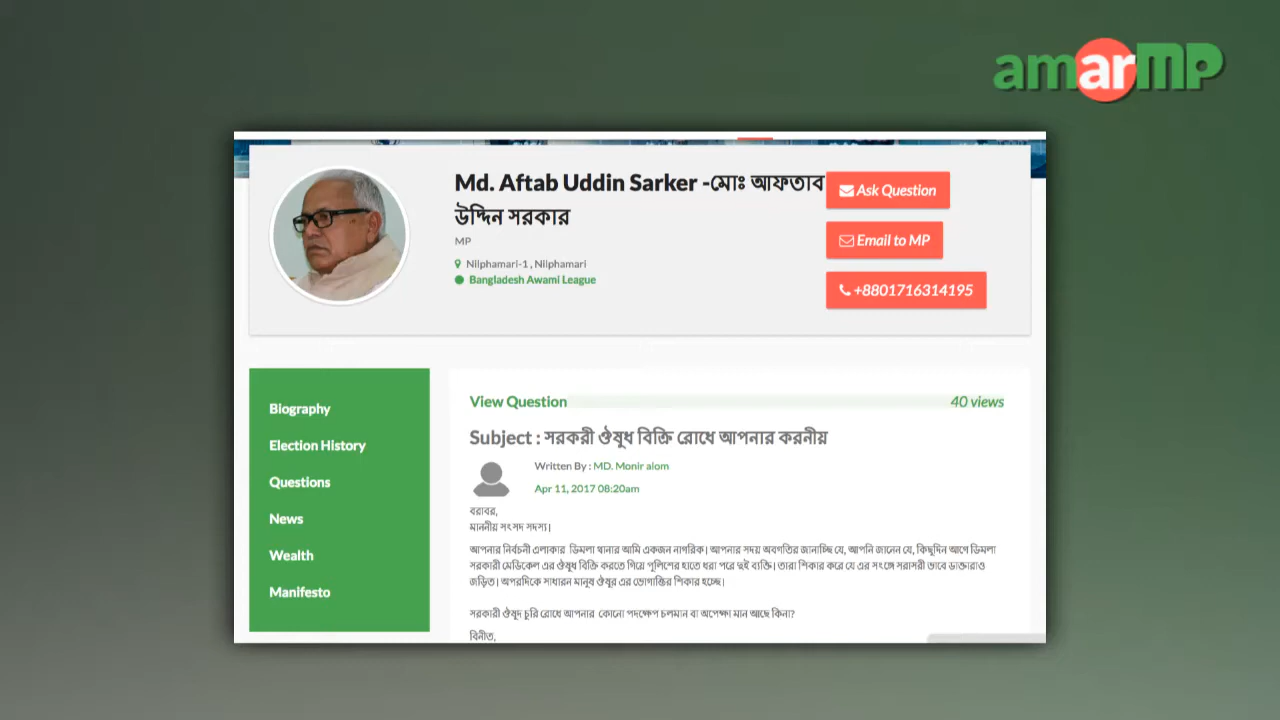 amarMP
Md. Aftab Uddin Sarker -মোঃ আফতাব
উদ্দিন সরকার
MP
Nilphamari-1 , Nilphamari
Bangladesh Awami League
Ask Question
Email to MP
+8801716314195
Biography
Election History
Questions
News
Wealth
Manifesto
View Question
40 views
Subject : সরকরী ঔষুধ বিক্রি রোধে আপনার করনীয়
Written By : MD. Monir alom
Apr 11, 2017 08:20am
বরাবর,
মাননীয় সংসদ সদস্য।
আপনার নির্বচনী এলাকার ডিমলা থানার আমি একজন নাগরিক। আপনার সদয় অবগতির জানাচ্ছি যে, আপনি জানেন যে, কিছুদিন আগে ডিমলা
সরকারী মেডিকেল এর ঔষুধ বিক্রি করতে গিয়ে পুলিশের হাতে ধরা পরে দুই ব্যক্তি। তারা শিকার করে যে এর সংঙ্গে সরাসরী ভাবে ডাক্তারাও
জড়িত। অপরদিকে সাধারন মানুষ ঔষুর এর ভোগান্তির শিকার হচ্ছে।
সরকারী ঔষুদ চুরি রোধে আপনার কোনো পদক্ষেপ চলমান বা অপেক্ষা মান আছে কিনা?
বিনীত,